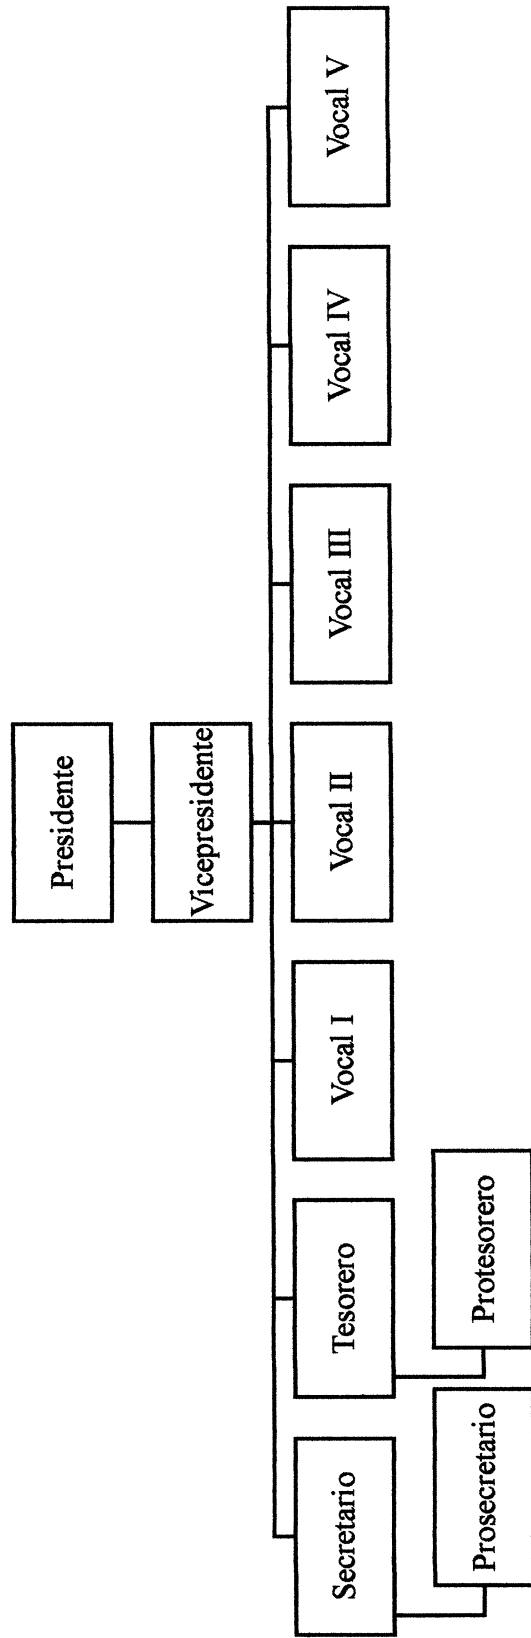 Presidente
Vicepresidente
Secretario
Tesorero
Vocal I
Vocal II
Vocal III
Vocal IV
Vocal V
Prosecretario
Protesorero